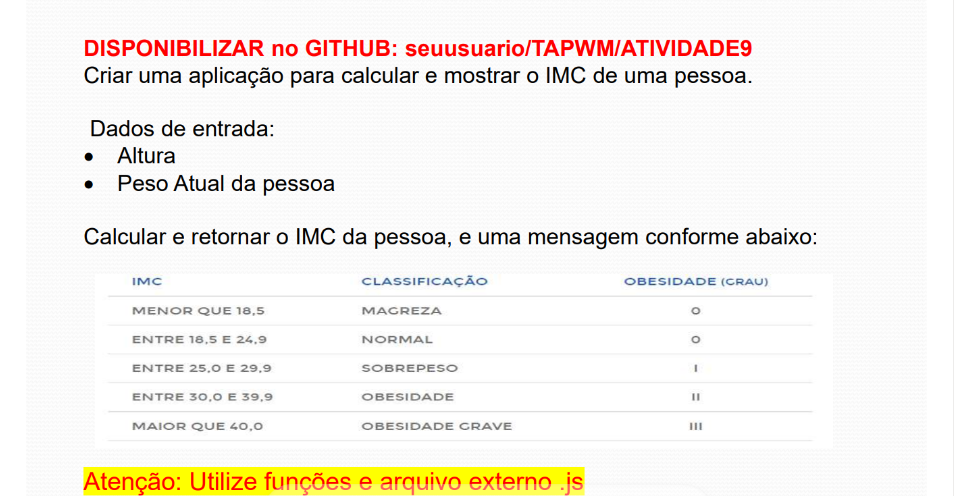 DISPONIBILIZAR no GITHUB: seuusuario/TAPWM/ATIVIDADE9
Criar uma aplicação para calcular e mostrar o IMC de uma pessoa.
Dados de entrada:
• Altura
• Peso Atual da pessoa
Calcular e retornar o IMC da pessoa, e uma mensagem conforme abaixo:
IMC CLASSIFICAÇÃO OBESIDADE (GRAU)
MENOR QUE 18,5 MAGREZA 0
ENTRE 18,5 E 24,9 NORMAL 0
ENTRE 25,0 E 29,9 SOBREPESO I
ENTRE 30,0 E 39,9 OBESIDADE II
MAIOR QUE 40,0 OBESIDADE GRAVE III
Atenção: Utilize funções e arquivo externo .js